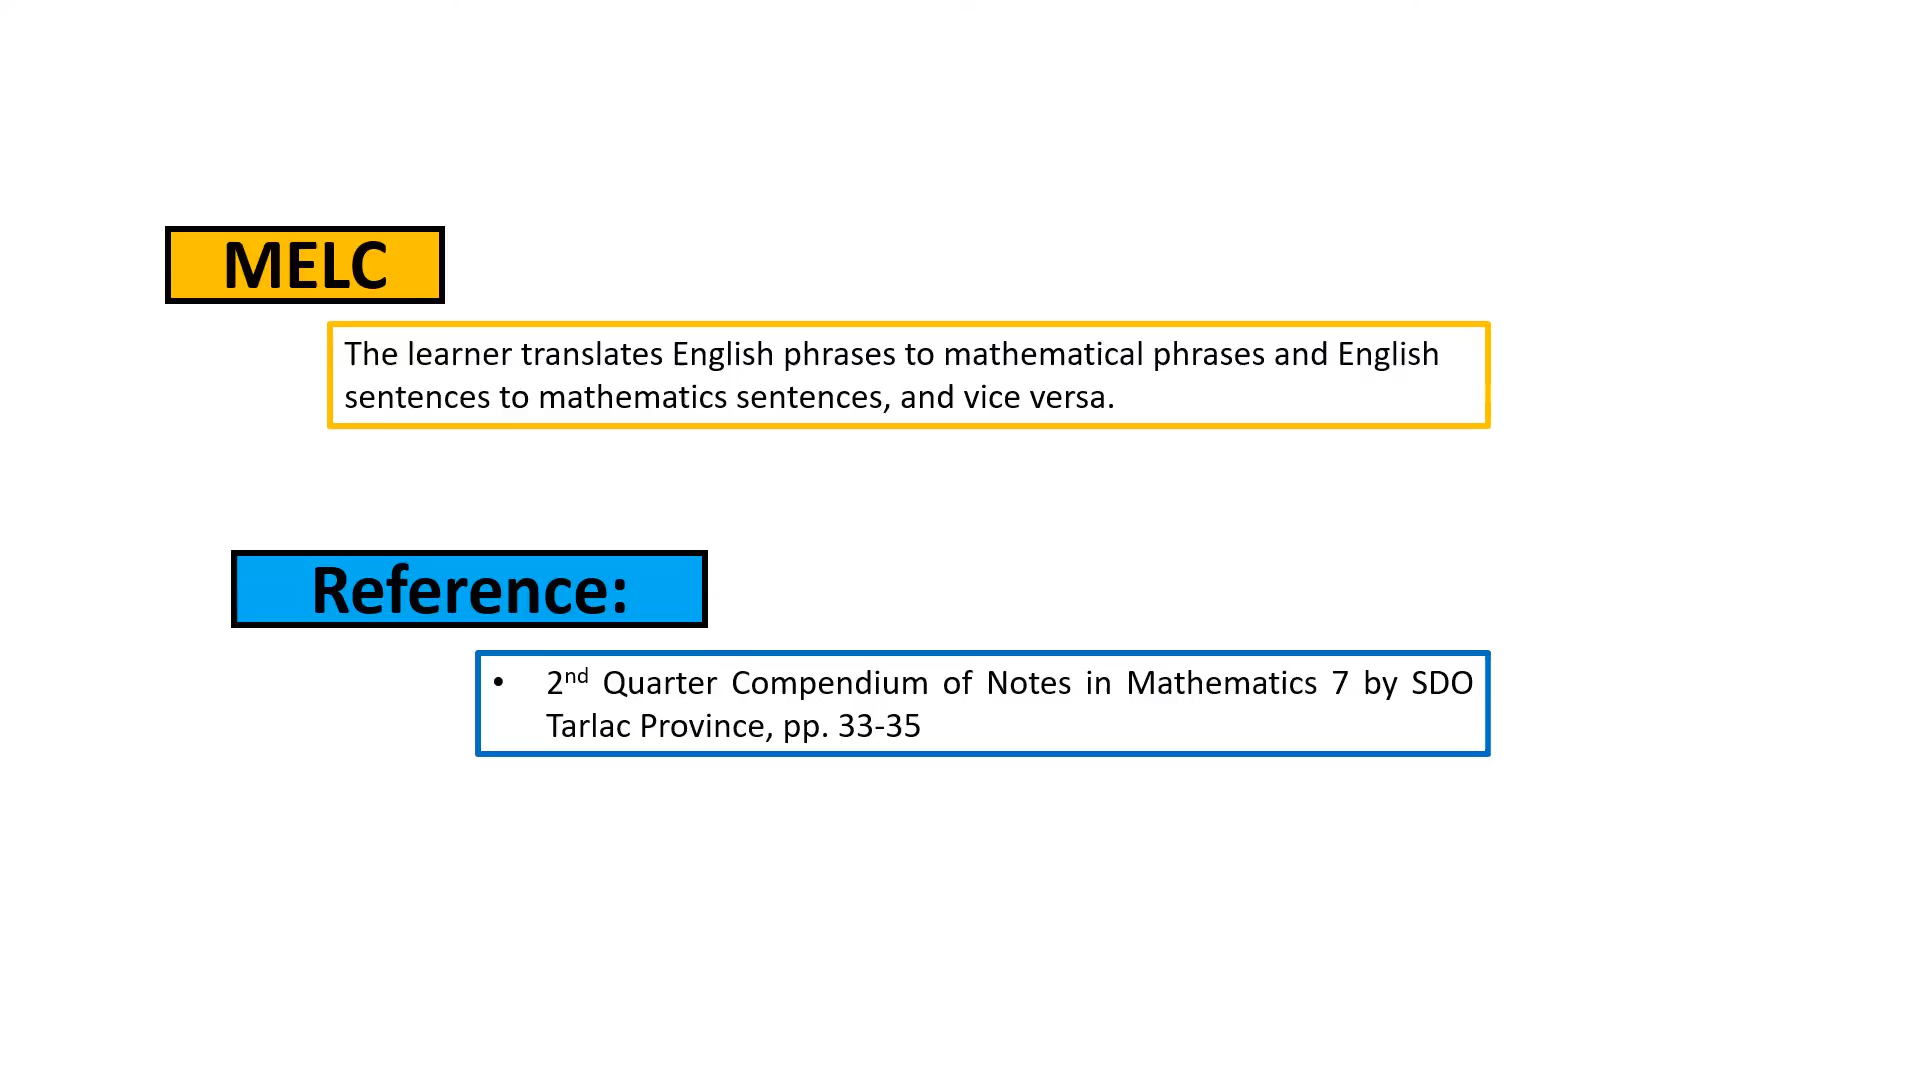 MELC
The learner translates English phrases to mathematical phrases and English
sentences to mathematics sentences, and vice versa.
Reference:
• 2nd Quarter Compendium of Notes in Mathematics 7 by SDO
Tarlac Province, pp. 33-35